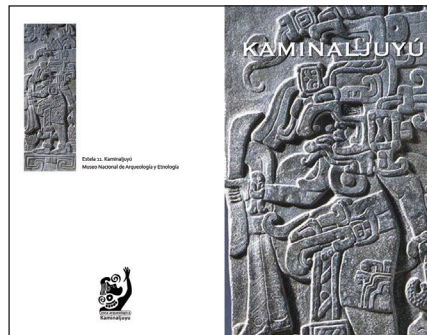 Estela 11. Kaminaljuyú
Museo Nacional de Arqueología y Etnología
Kaminaljuyu
KAMINALJUYÚ